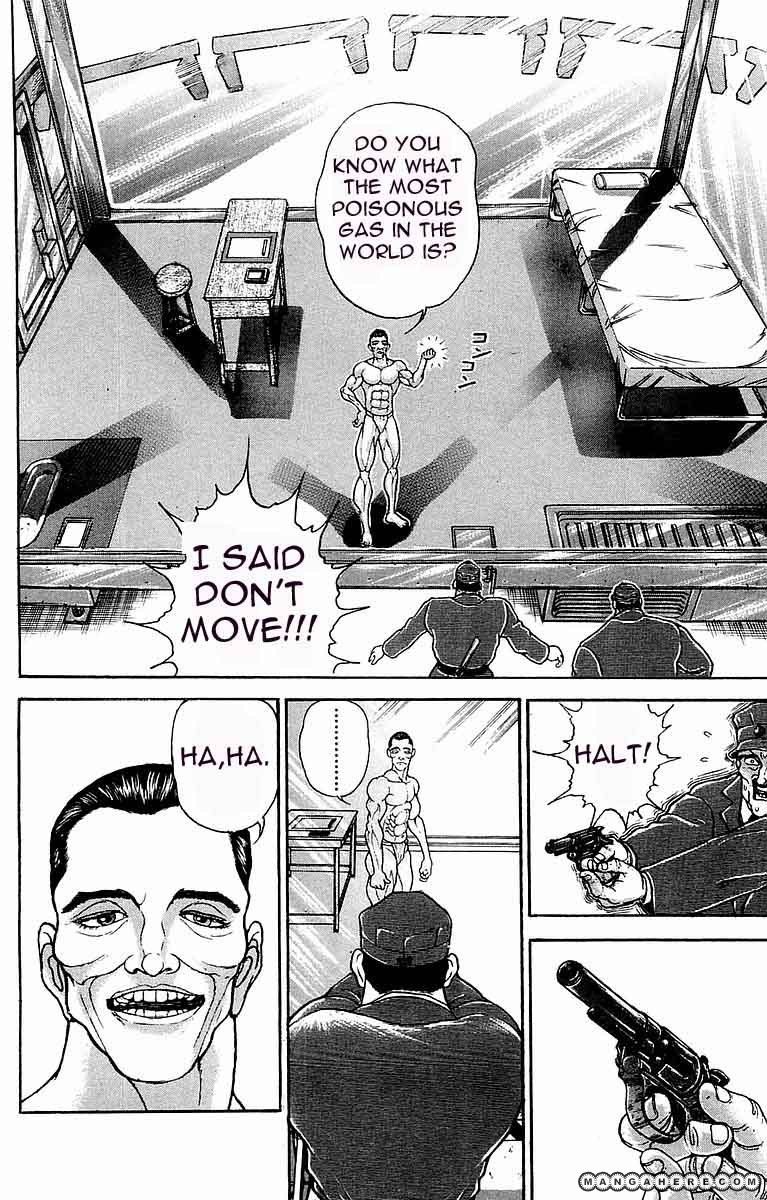 DO YOU
KNOW WHAT
THE MOST
POISONOUS
GAS IN THE
WORLD IS?
I SAID
DON'T
MOVE!!!
HALT!
..........
HA,HA.
MANGAHERE.COM